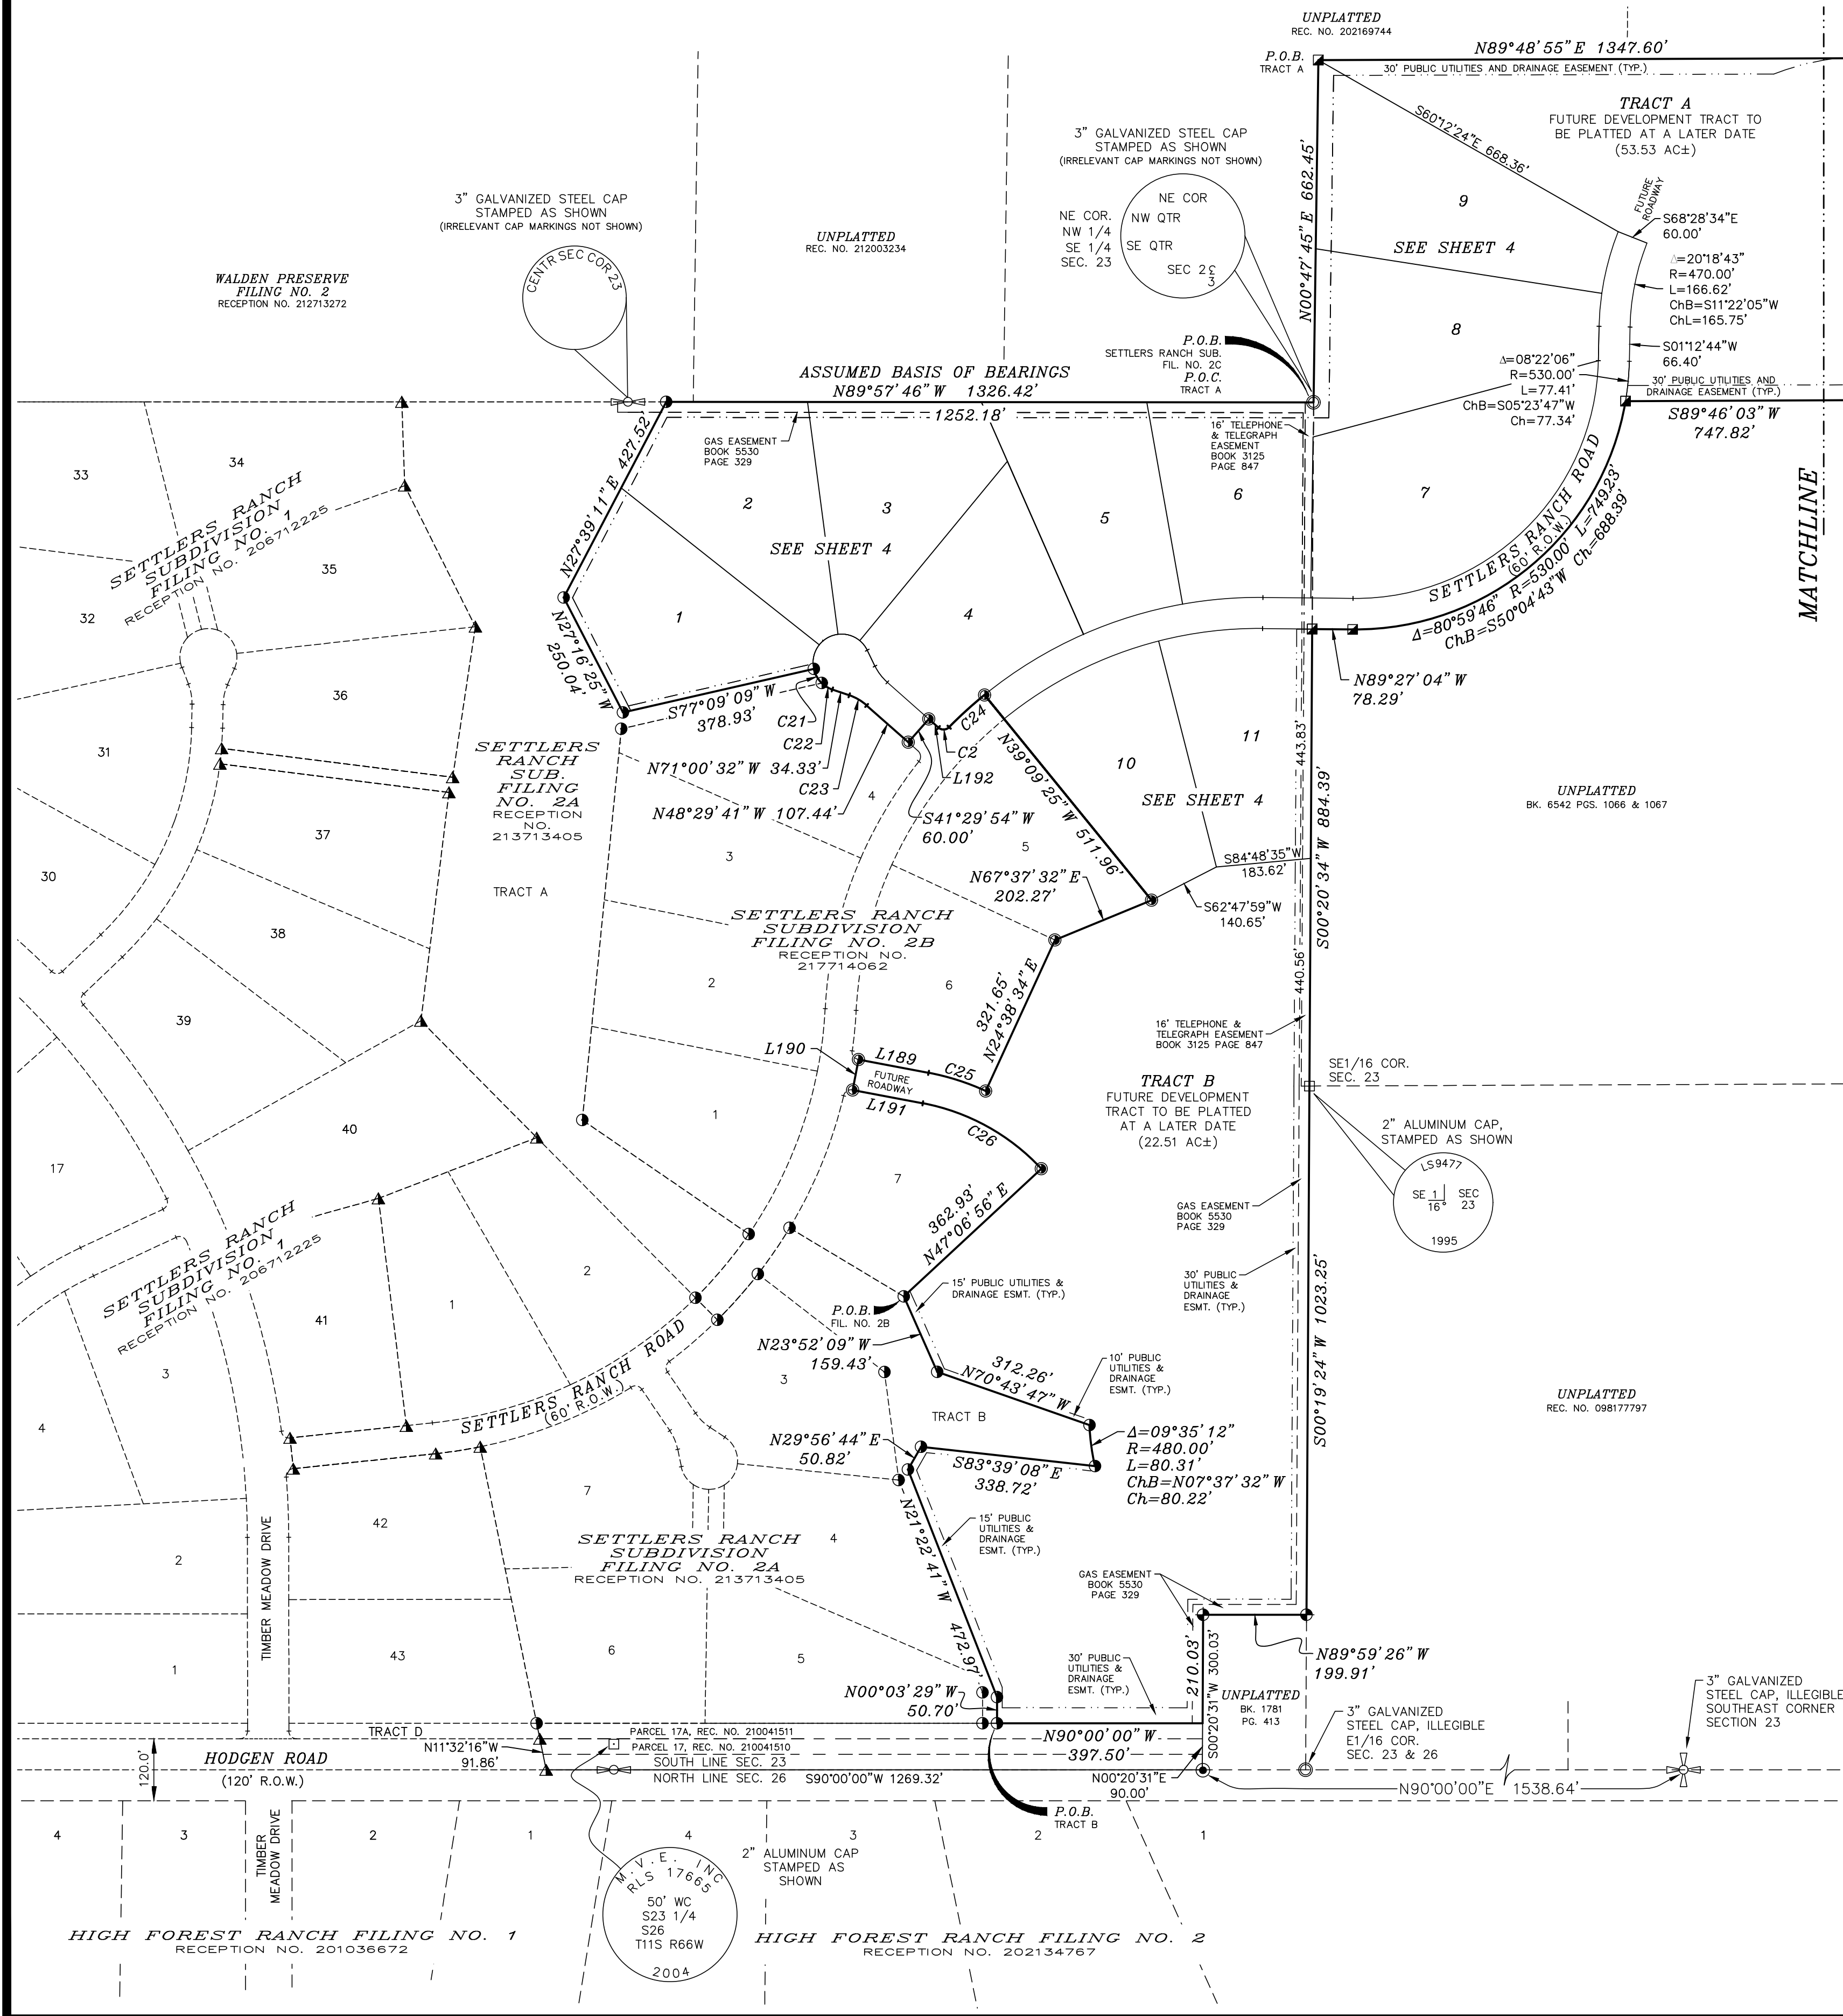 UNPLATTED
REC. NO. 202169744
P.O.B.
TRACT A
N89°48'55"E 1347.60'
30' PUBLIC UTILITIES AND DRAINAGE EASEMENT (TYP.)
TRACT A
FUTURE DEVELOPMENT TRACT TO
BE PLATTED AT A LATER DATE
(53.53 AC±)
S60°12'24"E 668.36'
3" GALVANIZED STEEL CAP
STAMPED AS SHOWN
(IRRELEVANT CAP MARKINGS NOT SHOWN)
NE COR
NW QTR
SE QTR
SEC 2
3
NE COR.
NW 1/4
SE 1/4
SEC. 23
N00°47'45"E 662.45'
9
FUTURE
ROADWAY
S68°28'34"E
60.00'
SEE SHEET 4
Δ=20°18'43"
R=470.00'
L=166.62'
ChB=S11°22'05"W
ChL=165.75'
8
S01°12'44"W
66.40'
Δ=08°22'06"
R=530.00'
L=77.41'
ChB=S05°23'47"W
Ch=77.34'
30' PUBLIC UTILITIES AND
DRAINAGE EASEMENT (TYP.)
S89°46'03"W
747.82'
MATCHLINE
3" GALVANIZED STEEL CAP
STAMPED AS SHOWN
(IRRELEVANT CAP MARKINGS NOT SHOWN)
CENTR SEC COR 23
UNPLATTED
REC. NO. 212003234
WALDEN PRESERVE
FILING NO. 2
RECEPTION NO. 212713272
P.O.B.
SETTLERS RANCH SUB.
FIL. NO. 2C
P.O.C.
TRACT A
ASSUMED BASIS OF BEARINGS
N89°57'46"W 1326.42'
1252.18'
GAS EASEMENT
BOOK 5530
PAGE 329
16' TELEPHONE
& TELEGRAPH
EASEMENT
BOOK 3125
PAGE 847
33
34
SETTLERS RANCH
SUBDIVISION
FILING NO. 1
RECEPTION NO. 206712225
35
32
N27°39'11"E 427.52'
2
3
SEE SHEET 4
5
6
7
1
4
SETTLERS RANCH ROAD
(60' R.O.W.)
Δ=80°59'46" R=530.00' L=749.23'
ChB=S50°04'43"W Ch=688.39'
N89°27'04"W
78.29'
N27°16'25"W
250.04'
S77°09'09"W
378.93'
C21
C22
N71°00'32"W 34.33'
C23
N48°29'41"W 107.44'
C24
C2
L192
S41°29'54"W
60.00'
N39°09'25"W 511.96'
10
11
SEE SHEET 4
443.83'
S00°20'34"W 884.39'
UNPLATTED
BK. 6542 PGS. 1066 & 1067
36
31
37
30
38
39
SETTLERS
RANCH
SUB.
FILING
NO. 2A
RECEPTION
NO.
213713405
TRACT A
4
3
5
N67°37'32"E
202.27'
S84°48'35"W
183.62'
S62°47'59"W
140.65'
SETTLERS RANCH
SUBDIVISION
FILING NO. 2B
RECEPTION NO.
217714062
2
6
321.65'
N24°38'34"E
440.56'
16' TELEPHONE &
TELEGRAPH EASEMENT
BOOK 3125 PAGE 847
L190
L189
FUTURE
ROADWAY
C25
L191
C26
1
TRACT B
FUTURE DEVELOPMENT
TRACT TO BE PLATTED
AT A LATER DATE
(22.51 AC±)
SE1/16 COR.
SEC. 23
2" ALUMINUM CAP,
STAMPED AS SHOWN
LS9477
SE 1 SEC
16° 23
1995
40
17
7
362.93'
N47°06'56"E
GAS EASEMENT
BOOK 5530
PAGE 329
SETTLERS RANCH
SUBDIVISION
FILING NO. 1
RECEPTION NO. 206712225
41
1
2
3
4
15' PUBLIC UTILITIES &
DRAINAGE ESMT. (TYP.)
30' PUBLIC
UTILITIES &
DRAINAGE
ESMT. (TYP.)
S00°19'24"W 1023.25'
P.O.B.
FIL. NO. 2B
N23°52'09"W
159.43'
312.26'
N70°43'47"W
10' PUBLIC
UTILITIES &
DRAINAGE
ESMT. (TYP.)
UNPLATTED
REC. NO. 098177797
SETTLERS RANCH ROAD
(60' R.O.W.)
3
TRACT B
N29°56'44"E
50.82'
S83°39'08"E
338.72'
Δ=09°35'12"
R=480.00'
L=80.31'
ChB=N07°37'32"W
Ch=80.22'
42
7
4
SETTLERS RANCH
SUBDIVISION
FILING NO. 2A
RECEPTION NO. 213713405
15' PUBLIC
UTILITIES &
DRAINAGE
ESMT. (TYP.)
N21°22'41"W 472.97'
GAS EASEMENT
BOOK 5530
PAGE 329
2
TIMBER MEADOW DRIVE
1
43
6
5
N00°03'29"W
50.70'
30' PUBLIC
UTILITIES &
DRAINAGE
ESMT. (TYP.)
210.03'
S00°20'31"W 300.03'
N89°59'26"W
199.91'
UNPLATTED
BK. 1781
PG. 413
3" GALVANIZED
STEEL CAP, ILLEGIBLE
E1/16 COR.
SEC. 23 & 26
3" GALVANIZED
STEEL CAP, ILLEGIBLE
SOUTHEAST CORNER
SECTION 23
TRACT D
PARCEL 17A, REC. NO. 210041511
PARCEL 17, REC. NO. 210041510
N90°00'00"W
397.50'
HODGEN ROAD
(120' R.O.W.)
120.0'
N11°32'16"W
91.86'
SOUTH LINE SEC. 23
NORTH LINE SEC. 26
S90°00'00"W 1269.32'
N00°20'31"E
90.00'
N90°00'00"E 1538.64'
P.O.B.
TRACT B
4
3
TIMBER
MEADOW DRIVE
2
1
4
3
2
1
2" ALUMINUM CAP
STAMPED AS
SHOWN
M.V.E. INC
RLS 17665
50' WC
S23 1/4
S26
T11S R66W
2004
HIGH FOREST RANCH FILING NO. 1
RECEPTION NO. 201036672
HIGH FOREST RANCH FILING NO. 2
RECEPTION NO. 202134767